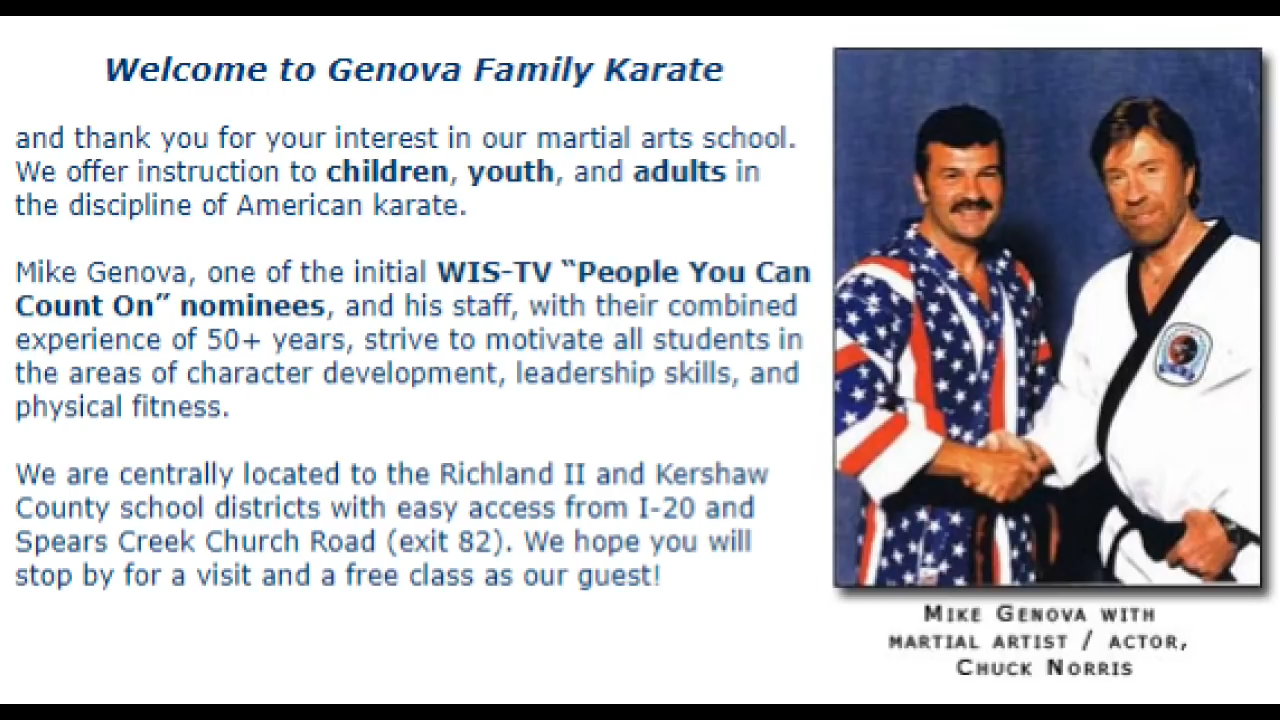 Welcome to Genova Family Karate
and thank you for your interest in our martial arts school.
We offer instruction to children, youth, and adults in
the discipline of American karate.
Mike Genova, one of the initial WIS-TV “People You Can
Count On” nominees, and his staff, with their combined
experience of 50+ years, strive to motivate all students in
the areas of character development, leadership skills, and
physical fitness.
We are centrally located to the Richland II and Kershaw
County school districts with easy access from I-20 and
Spears Creek Church Road (exit 82). We hope you will
stop by for a visit and a free class as our guest!
MIKE GENOVA WITH
MARTIAL ARTIST / ACTOR,
CHUCK NORRIS